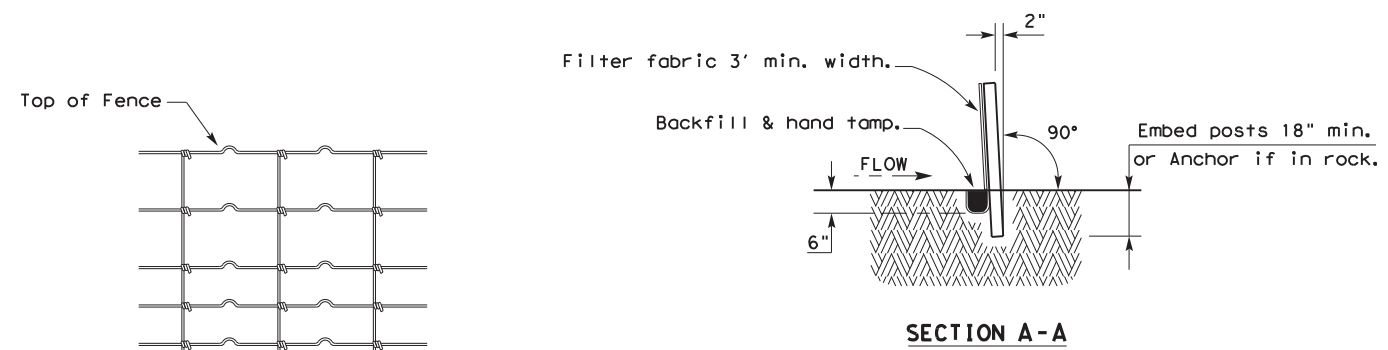 Top of Fence
Filter fabric 3' min. width.
2"
Backfill & hand tamp.
90°
Embed posts 18" min.
or Anchor if in rock.
FLOW
6"
SECTION A-A